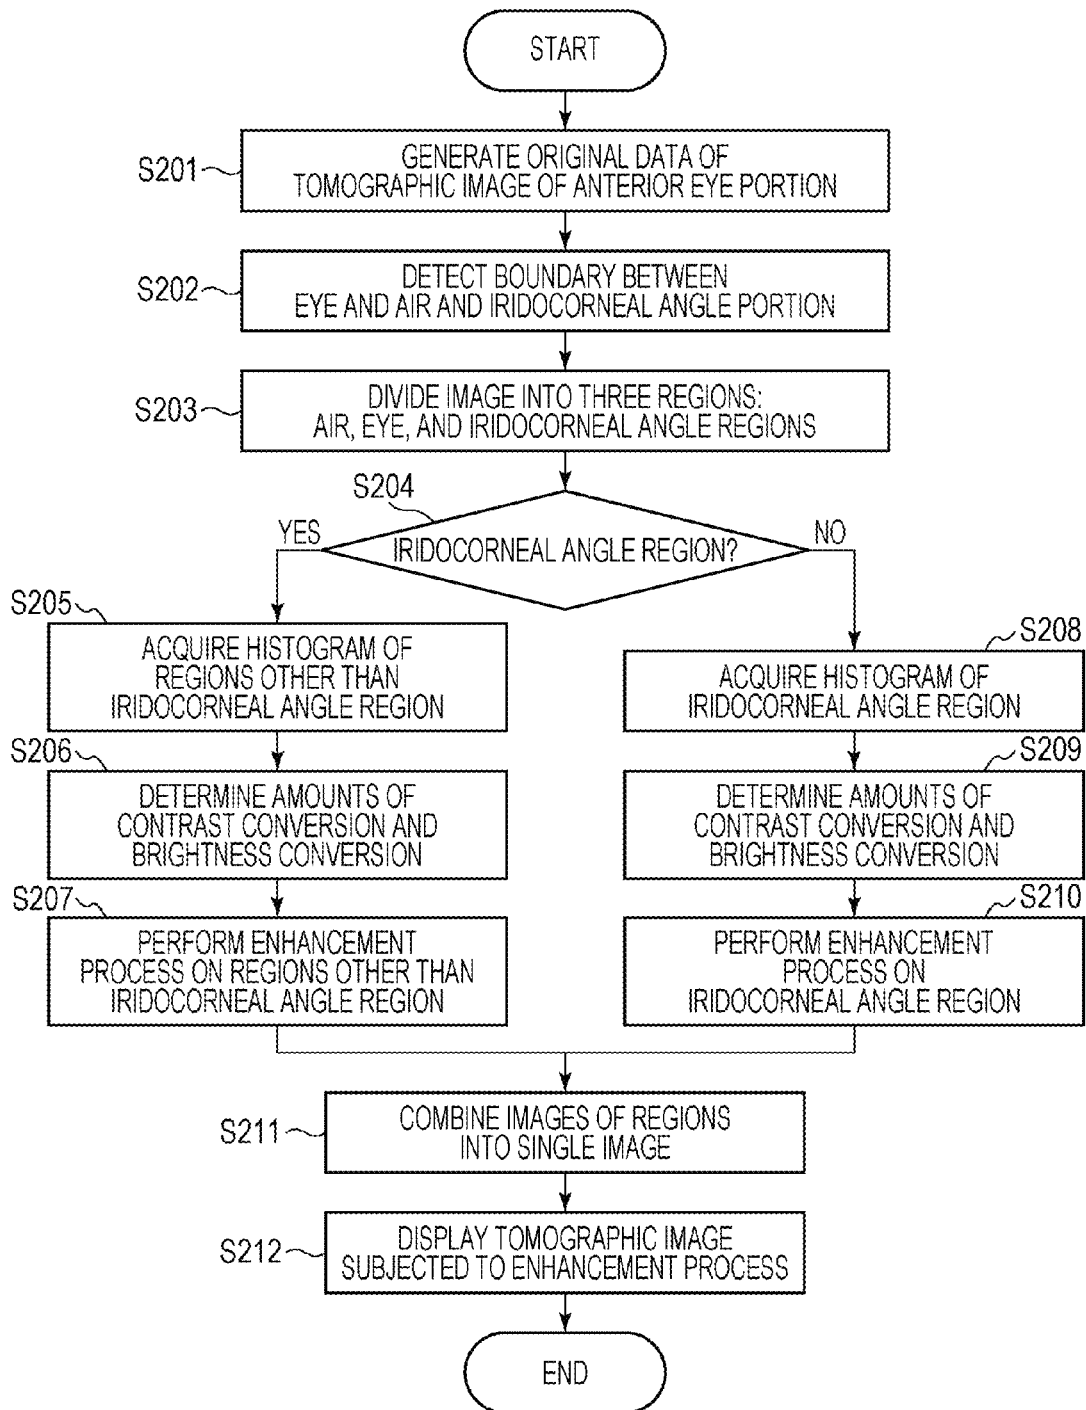 START
S201
GENERATE ORIGINAL DATA OF
TOMOGRAPHIC IMAGE OF ANTERIOR EYE PORTION
S202
DETECT BOUNDARY BETWEEN
EYE AND AIR AND IRIDOCORNEAL ANGLE PORTION
S203
DIVIDE IMAGE INTO THREE REGIONS:
AIR, EYE, AND IRIDOCORNEAL ANGLE REGIONS
S204
IRIDOCORNEAL ANGLE REGION?
YES
NO
S205
ACQUIRE HISTOGRAM OF
REGIONS OTHER THAN
IRIDOCORNEAL ANGLE REGION
S206
DETERMINE AMOUNTS OF
CONTRAST CONVERSION AND
BRIGHTNESS CONVERSION
S207
PERFORM ENHANCEMENT
PROCESS ON REGIONS OTHER THAN
IRIDOCORNEAL ANGLE REGION
S208
ACQUIRE HISTOGRAM OF
IRIDOCORNEAL ANGLE REGION
S209
DETERMINE AMOUNTS OF
CONTRAST CONVERSION AND
BRIGHTNESS CONVERSION
S210
PERFORM ENHANCEMENT
PROCESS ON
IRIDOCORNEAL ANGLE REGION
S211
COMBINE IMAGES OF REGIONS
INTO SINGLE IMAGE
S212
DISPLAY TOMOGRAPHIC IMAGE
SUBJECTED TO ENHANCEMENT PROCESS
END